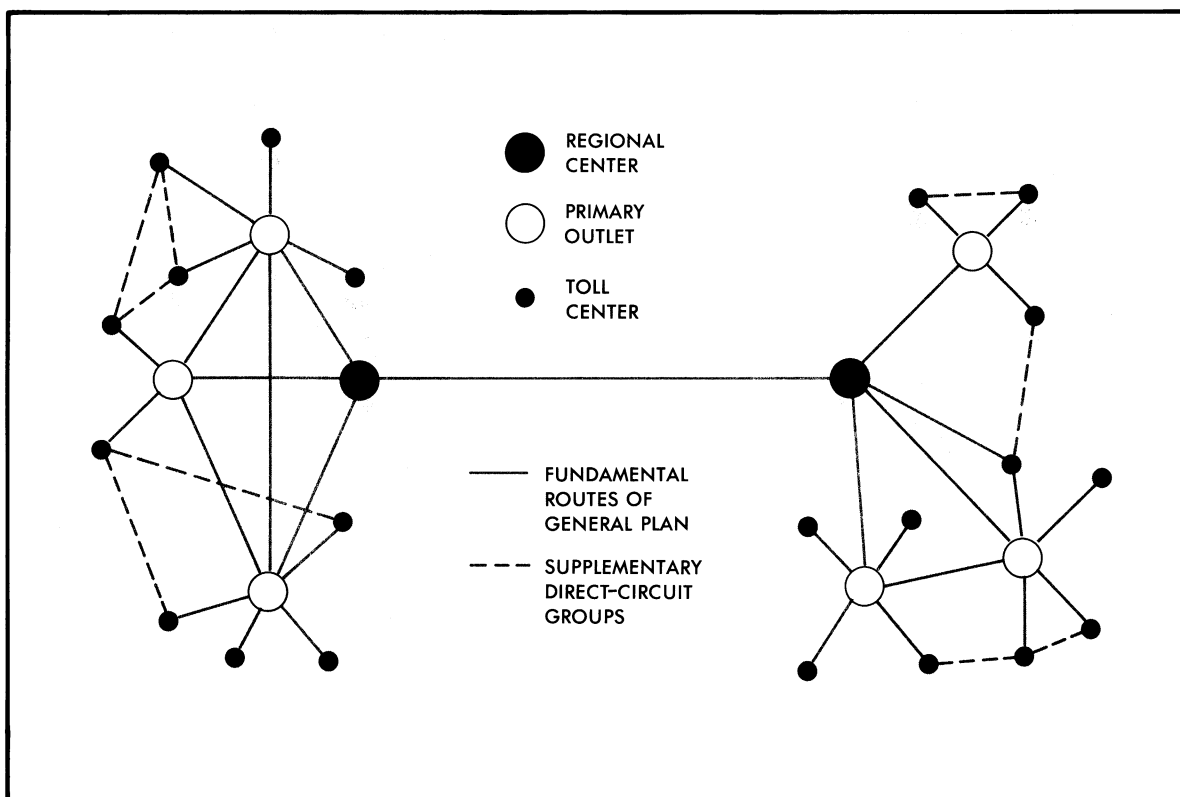 REGIONAL
CENTER
PRIMARY
OUTLET
TOLL
CENTER
FUNDAMENTAL
ROUTES OF
GENERAL PLAN
SUPPLEMENTARY
DIRECT-CIRCUIT
GROUPS